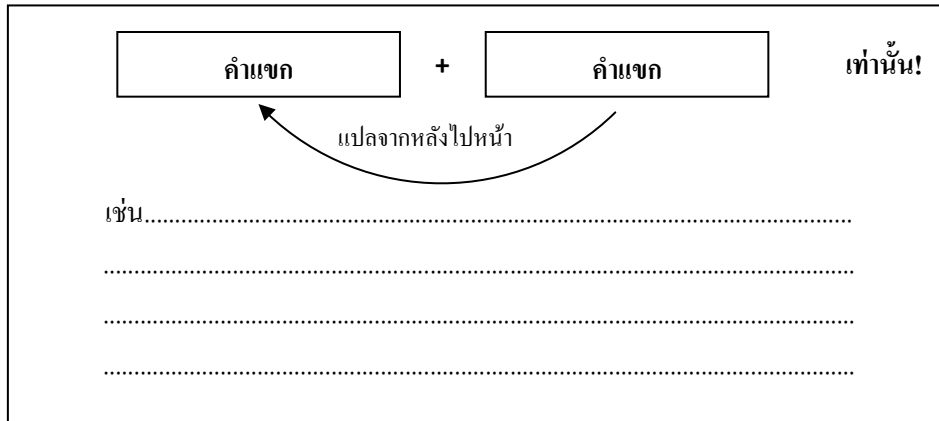 คำแขก + คำแขก เท่านั้น!
แปลจากหลังไปหน้า
เช่น..............................................................................................................
......................................................................................................................
......................................................................................................................
......................................................................................................................